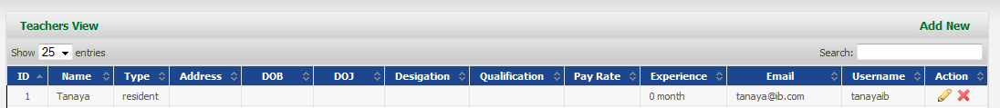 Teachers View Add New
Show 25 entries Search:
ID Name Type Address DOB DOJ Desigation Qualification Pay Rate Experience Email Username Action
1 Tanaya resident 0 month tanaya@ib.com tanayaib